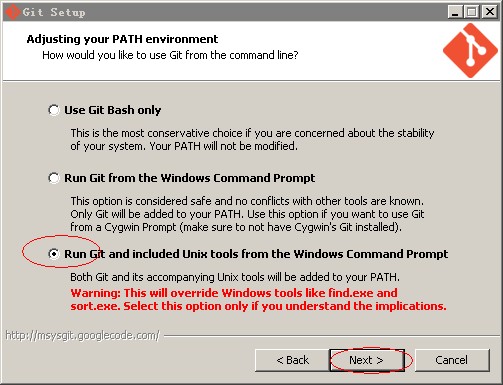 Git Setup
Adjusting your PATH environment
How would you like to use Git from the command line?
Use Git Bash only
This is the most conservative choice if you are concerned about the stability
of your system. Your PATH will not be modified.
Run Git from the Windows Command Prompt
This option is considered safe and no conflicts with other tools are known.
Only Git will be added to your PATH. Use this option if you want to use Git
from a Cygwin Prompt (make sure to not have Cygwin's Git installed).
Run Git and included Unix tools from the Windows Command Prompt
Both Git and its accompanying Unix tools will be added to your PATH.
Warning: This will override Windows tools like find.exe and
sort.exe. Select this option only if you understand the implications.
http://msysgit.googlecode.com/
< Back
Next >
Cancel